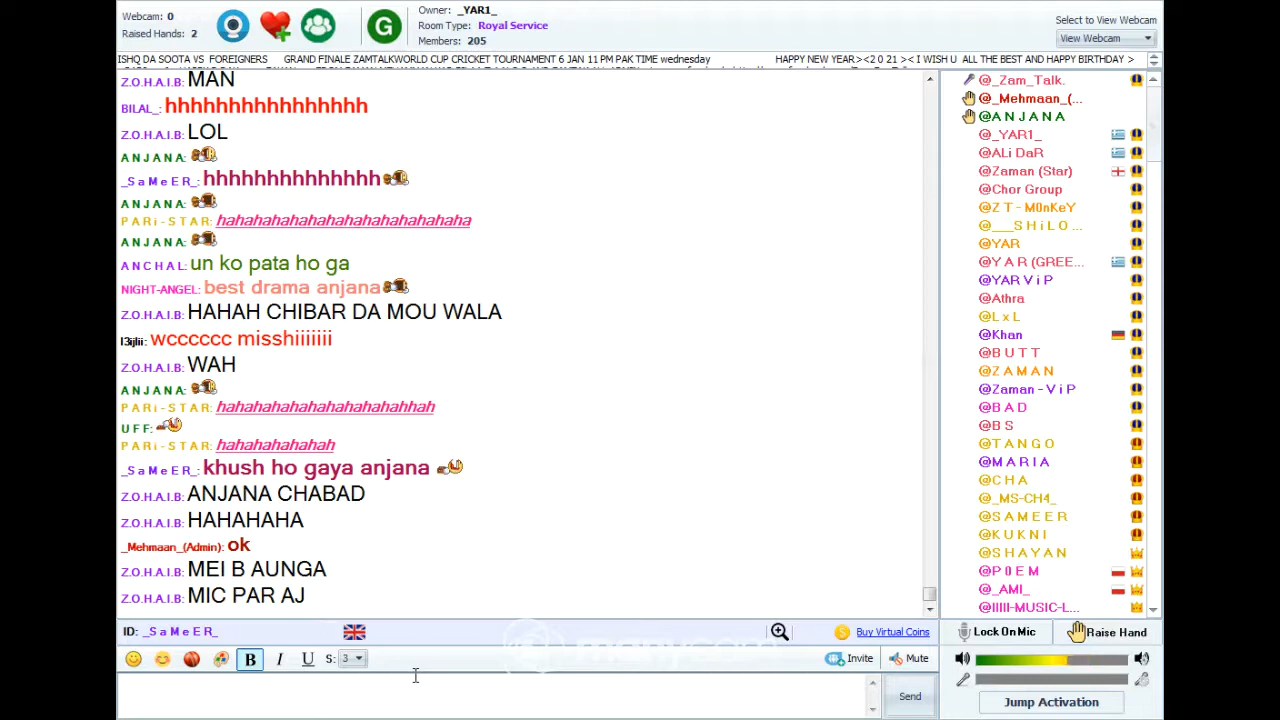 Webcam: 0
Raised Hands: 2
Owner: _YAR1_
Room Type: Royal Service
Members: 205
Select to View Webcam
View Webcam
ISHQ DA SOOTA VS FOREIGNERS GRAND FINALE ZAMTALKWORLD CUP CRICKET TOURNAMENT 6 JAN 11 PM PAK TIME wednesday HAPPY NEW YEAR><2 0 21 >< I WISH U ALL THE BEST AND HAPPY BIRTHDAY >
Z.O.H.A.I.B: MAN
BILAL_: hhhhhhhhhhhhhhhh
Z.O.H.A.I.B: LOL
A N J A N A:
_S a M e E R_: hhhhhhhhhhhhhh
A N J A N A:
P A R i - S T A R: hahahahahahahahahahahahaha
A N J A N A:
A N C H A L: un ko pata ho ga
NIGHT-ANGEL: best drama anjana
Z.O.H.A.I.B: HAHAH CHIBAR DA MOU WALA
l3ijlii: wcccccc misshiiiiiii
Z.O.H.A.I.B: WAH
A N J A N A:
P A R i - S T A R: hahahahahahahahahahhah
U F F:
P A R i - S T A R: hahahahahahah
_S a M e E R_: khush ho gaya anjana
Z.O.H.A.I.B: ANJANA CHABAD
Z.O.H.A.I.B: HAHAHAHA
_Mehmaan_(Admin): ok
Z.O.H.A.I.B: MEI B AUNGA
Z.O.H.A.I.B: MIC PAR AJ
@_Zam_Talk.
@_Mehmaan_(...
@A N J A N A
@_YAR1_
@ALi DaR
@Zaman (Star)
@Chor Group
@Z T - M0nKeY
@___S H i L O ...
@YAR
@Y A R (GREE...
@YAR V i P
@Athra
@L x L
@Khan
@B U T T
@Z A M A N
@Zaman - V i P
@B A D
@B S
@T A N G O
@M A R I A
@C H A
@_MS-CH4_
@S A M E E R
@K U K N I
@S H A Y A N
@P 0 E M
@_AMI_
@IIIII-MUSIC-L...
ID: _S a M e E R_
Buy Virtual Coins
Lock On Mic
Raise Hand
B I U S: 3
Invite
Mute
Send
Jump Activation